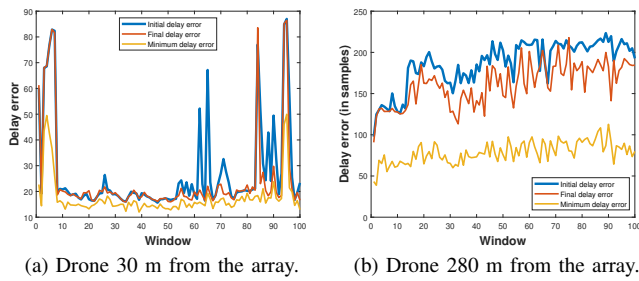 90
80
70
60
50
40
30
20
10
0 10 20 30 40 50 60 70 80 90 100
Delay error
Window
Initial delay error
Final delay error
Minimum delay error
(a) Drone 30 m from the array.
250
200
150
100
50
0
0 10 20 30 40 50 60 70 80 90 100
Delay error (in samples)
Window
Initial delay error
Final delay error
Minimum delay error
(b) Drone 280 m from the array.